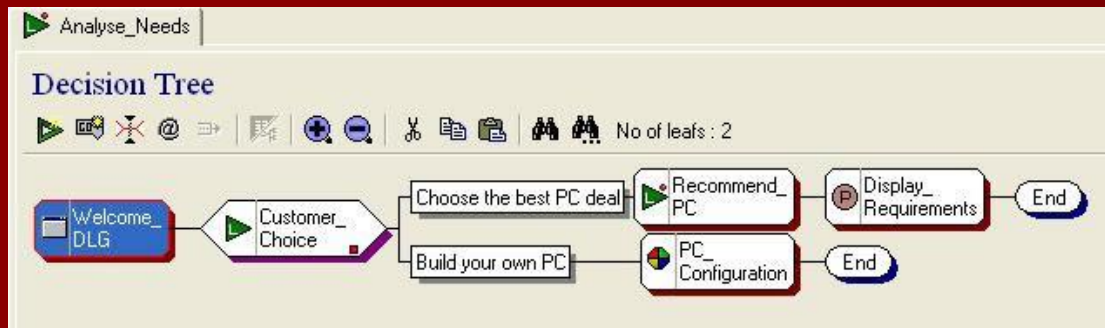 Analyse_Needs
Decision Tree
No of leafs : 2
Welcome_
DLG
Customer_
Choice
Choose the best PC deal
Recommend_
PC
P
Display_
Requirements
End
Build your own PC
PC_
Configuration
End